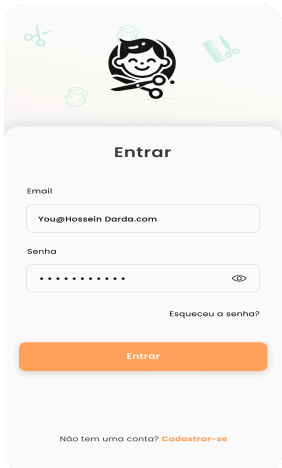 Entrar
Email
You@Hossein Darda.com
Senha
•••••••••••
Esqueceu a senha?
Entrar
Não tem uma conta? Cadastrar-se